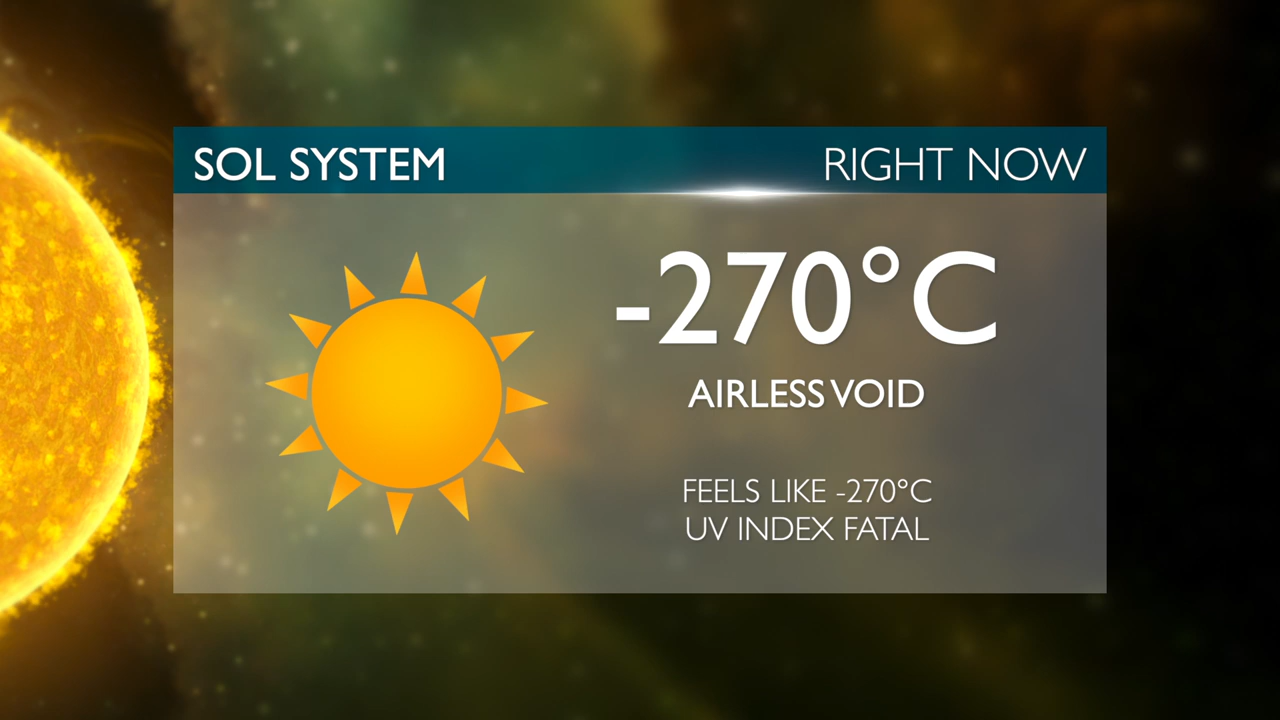 SOL SYSTEM RIGHT NOW
-270°C
AIRLESS VOID
FEELS LIKE -270°C
UV INDEX FATAL